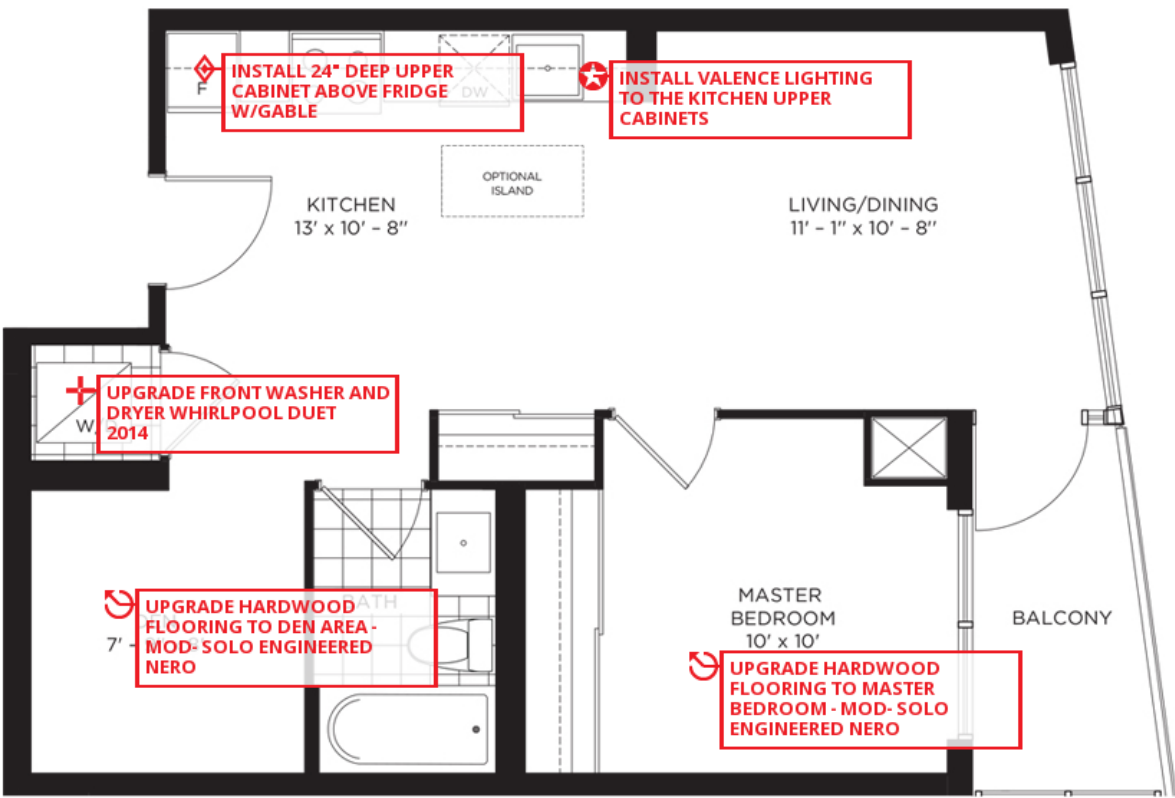 INSTALL 24" DEEP UPPER
CABINET ABOVE FRIDGE
W/GABLE
F
DW
INSTALL VALENCE LIGHTING
TO THE KITCHEN UPPER
CABINETS
OPTIONAL
ISLAND
KITCHEN
13' x 10' - 8"
LIVING/DINING
11' - 1" x 10' - 8"
UPGRADE FRONT WASHER AND
DRYER WHIRLPOOL DUET
2014
W/
BATH
UPGRADE HARDWOOD
FLOORING TO DEN AREA -
MOD- SOLO ENGINEERED
NERO
DEN
7' -
MASTER
BEDROOM
10' x 10'
BALCONY
UPGRADE HARDWOOD
FLOORING TO MASTER
BEDROOM - MOD- SOLO
ENGINEERED NERO